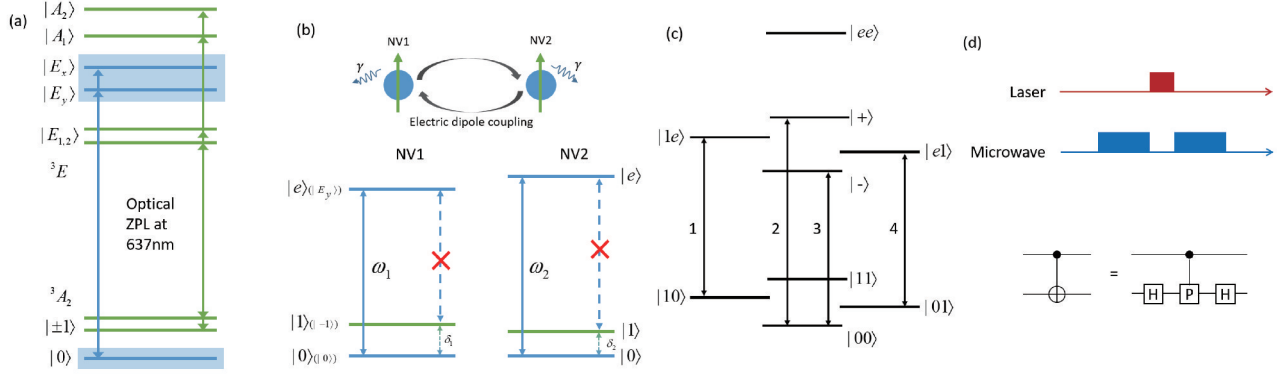 (a)
|A₂⟩
|A₁⟩
|Eₓ⟩
|E_y⟩
|E₁,₂⟩
³E
Optical
ZPL at
637nm
³A₂
|±1⟩
|0⟩
(b)
NV1
NV2
γ
γ
Electric dipole coupling
NV1
NV2
|e⟩(|E_y⟩)
|e⟩
ω₁
ω₂
|1⟩(|−1⟩)
δ₁
|1⟩
δ₂
|0⟩(|0⟩)
|0⟩
(c)
|ee⟩
|+⟩
|1e⟩
|e1⟩
|-⟩
1
2
3
4
|11⟩
|10⟩
|01⟩
|00⟩
(d)
Laser
Microwave
=
H
P
H